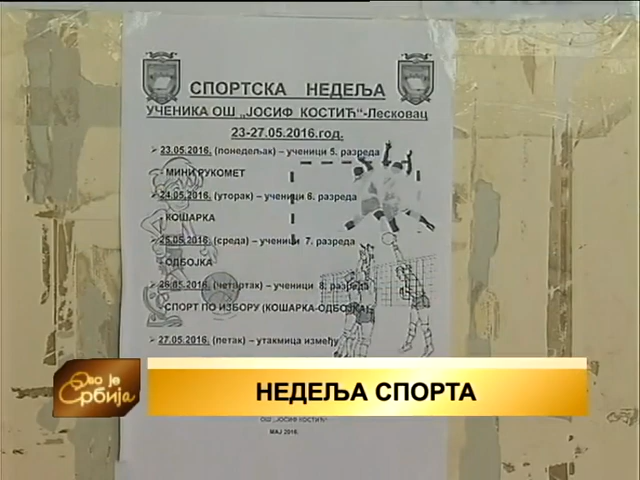 СПОРТСКА НЕДЕЉА
УЧЕНИКА ОШ „ЈОСИФ КОСТИЋ“-Лесковац
23-27.05.2016.год.
➢ 23.05.2016. (понедељак) – ученици 5. разреда
- МИНИ РУКОМЕТ
➢ 24.05.2016. (уторак) – ученици 6. разреда
- КОШАРКА
➢ 25.05.2016. (среда) – ученици 7. разреда
- ОДБОЈКА
➢ 26.05.2016. (четвртак) – ученици 8. разреда
- СПОРТ ПО ИЗБОРУ (КОШАРКА-ОДБОЈКА)
➢ 27.05.2016. (петак) – утакмица између
Ово је Србија
НЕДЕЉА СПОРТА
ОШ „ЈОСИФ КОСТИЋ“
МАЈ 2016.